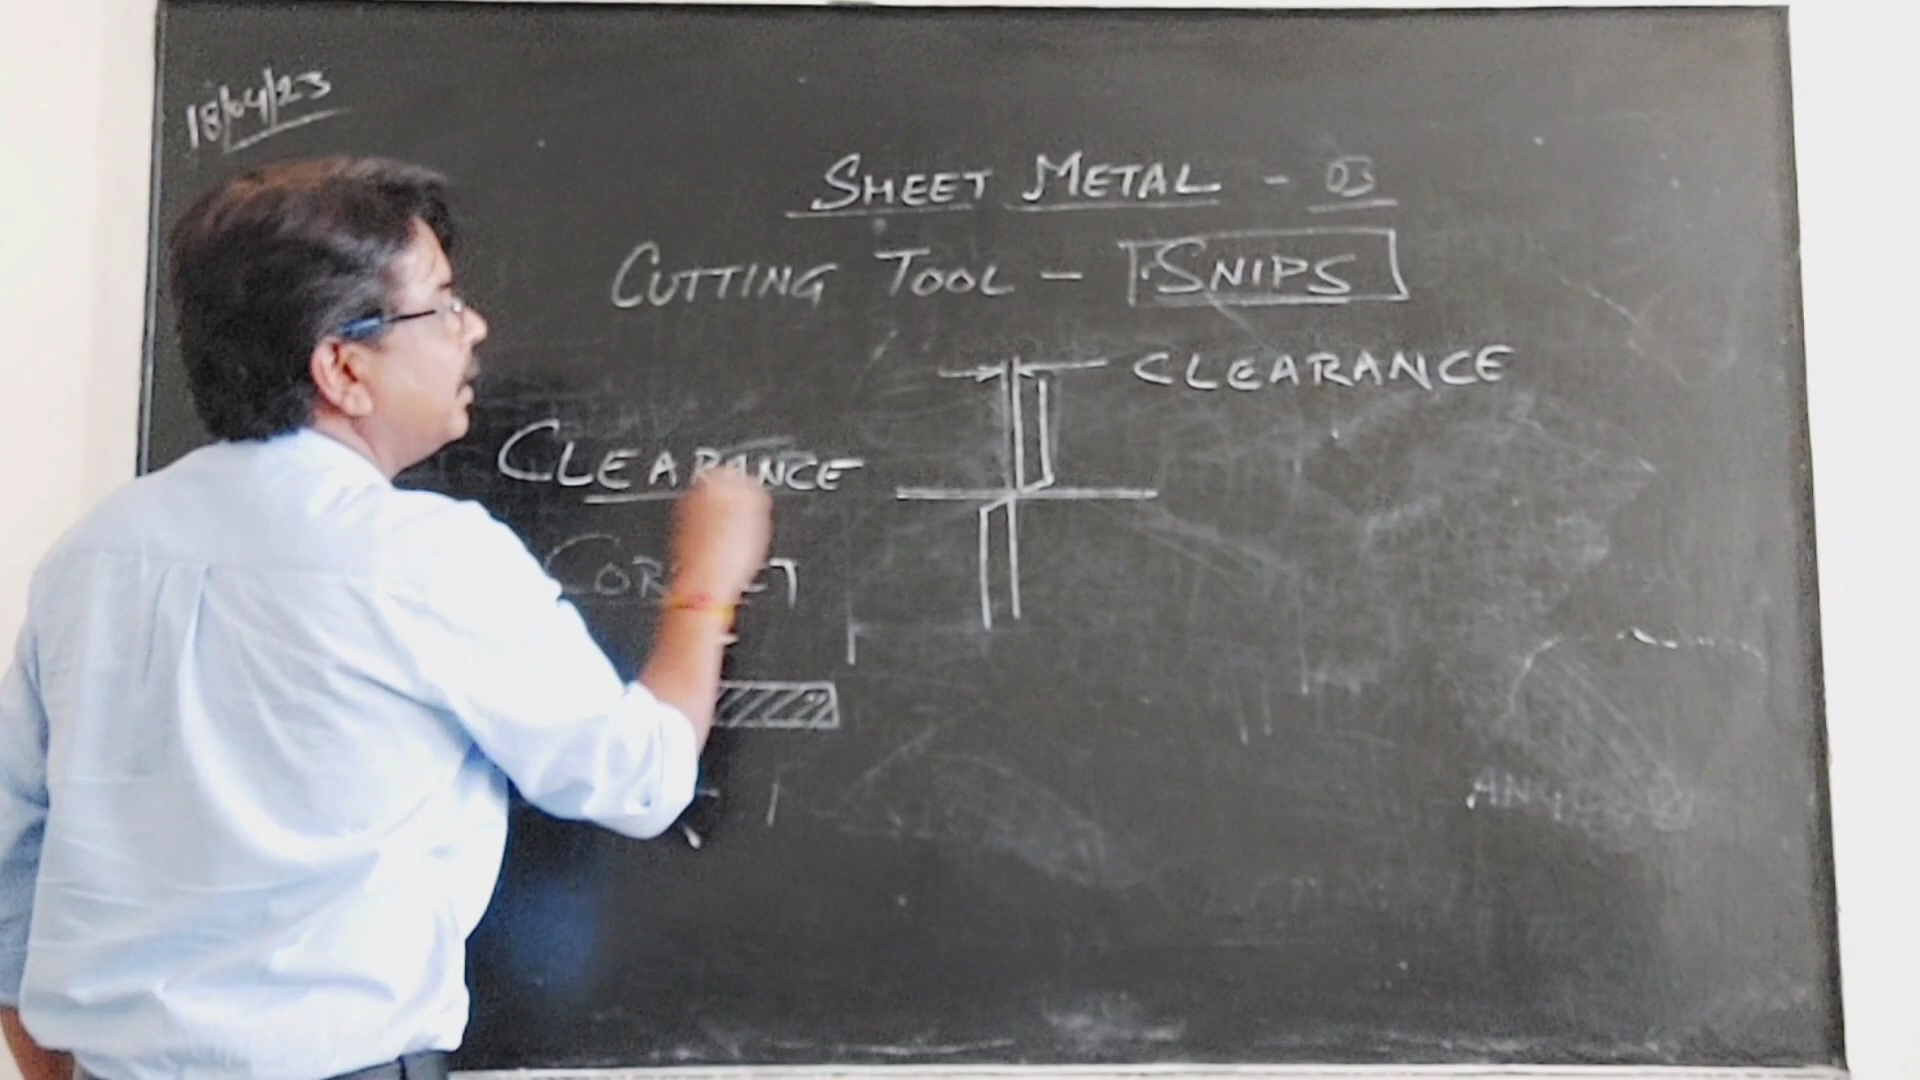 18/04/23
SHEET METAL - 03
CUTTING TOOL - SNIPS
CLEARANCE
CLEARANCE